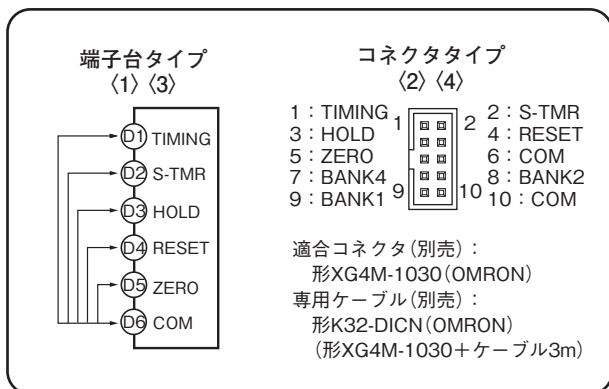 端子台タイプ
〈1〉〈3〉
D1 TIMING
D2 S-TMR
D3 HOLD
D4 RESET
D5 ZERO
D6 COM
コネクタタイプ
〈2〉〈4〉
1：TIMING 1 2 2：S-TMR
3：HOLD 4：RESET
5：ZERO 6：COM
7：BANK4 8：BANK2
9：BANK1 9 10 10：COM
適合コネクタ(別売)：
形XG4M-1030(OMRON)
専用ケーブル(別売)：
形K32-DICN(OMRON)
(形XG4M-1030＋ケーブル3m)